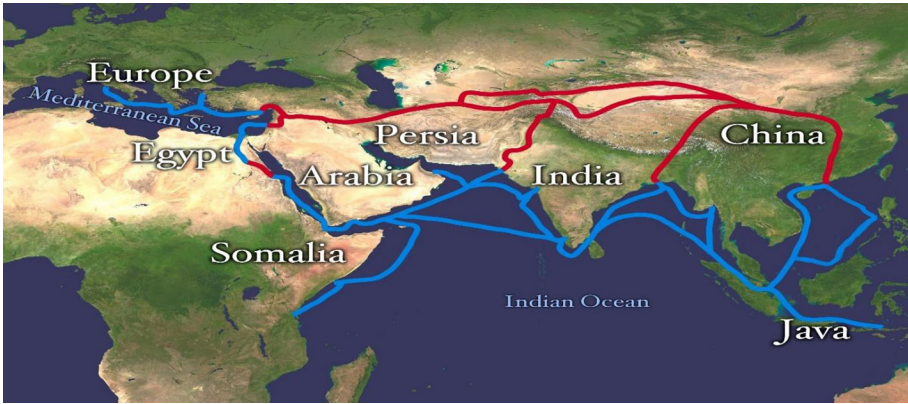 Europe
Mediterranean Sea
Egypt
Arabia
Persia
India
China
Somalia
Indian Ocean
Java